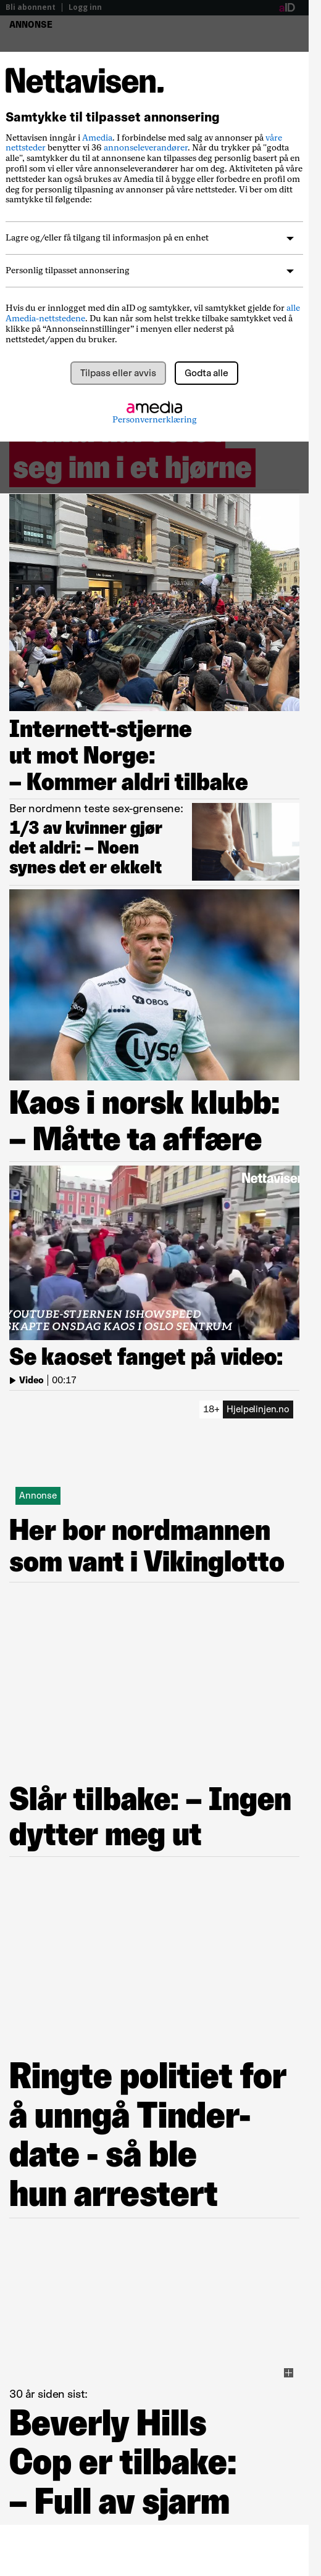 Bli abonnent | Logg inn
aID
ANNONSE
Nettavisen.
Samtykke til tilpasset annonsering
Nettavisen inngår i Amedia. I forbindelse med salg av annonser på våre
nettsteder benytter vi 36 annonseleverandører. Når du trykker på "godta
alle", samtykker du til at annonsene kan tilpasses deg personlig basert på en
profil som vi eller våre annonseleverandører har om deg. Aktiviteten på våre
nettsteder kan også brukes av Amedia til å bygge eller forbedre en profil om
deg for personlig tilpasning av annonser på våre nettsteder. Vi ber om ditt
samtykke til følgende:
Lagre og/eller få tilgang til informasjon på en enhet
Personlig tilpasset annonsering
Hvis du er innlogget med din aID og samtykker, vil samtykket gjelde for alle
Amedia-nettstedene. Du kan når som helst trekke tilbake samtykket ved å
klikke på “Annonseinnstillinger” i menyen eller nederst på
nettstedet/appen du bruker.
Tilpass eller avvis
Godta alle
amedia
Personvernerklæring
seg inn i et hjørne
Internett-stjerne
ut mot Norge:
– Kommer aldri tilbake
Ber nordmenn teste sex-grensene:
1/3 av kvinner gjør
det aldri: – Noen
synes det er ekkelt
OBOS
Lyse
Kaos i norsk klubb:
– Måtte ta affære
Nettavisen
YOUTUBE-STJERNEN ISHOWSPEED
SKAPTE ONSDAG KAOS I OSLO SENTRUM
Se kaoset fanget på video:
Video | 00:17
18+ Hjelpelinjen.no
Annonse
Her bor nordmannen
som vant i Vikinglotto
Slår tilbake: – Ingen
dytter meg ut
Ringte politiet for
å unngå Tinder-
date - så ble
hun arrestert
30 år siden sist:
Beverly Hills
Cop er tilbake:
– Full av sjarm